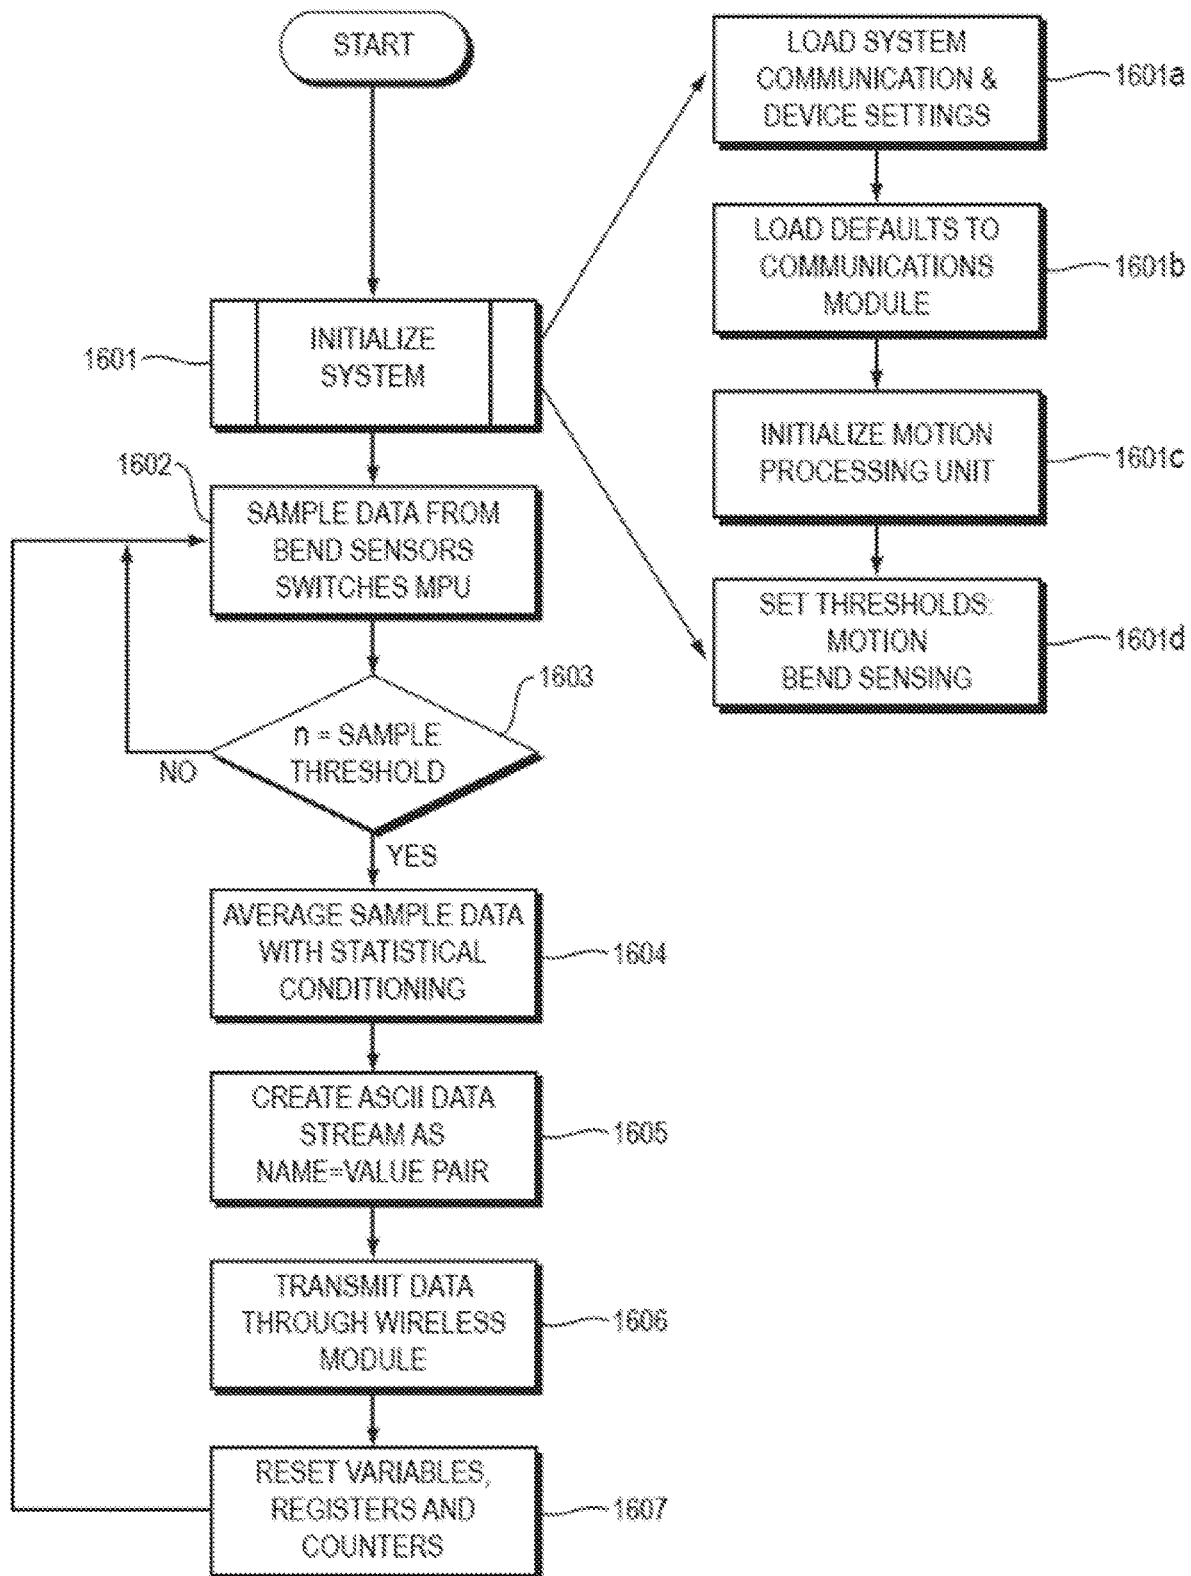 START
INITIALIZE
SYSTEM
1601
1602
SAMPLE DATA FROM
BEND SENSORS
SWITCHES MPU
1603
n = SAMPLE
THRESHOLD
NO
YES
AVERAGE SAMPLE DATA
WITH STATISTICAL
CONDITIONING
1604
CREATE ASCII DATA
STREAM AS
NAME=VALUE PAIR
1605
TRANSMIT DATA
THROUGH WIRELESS
MODULE
1606
RESET VARIABLES,
REGISTERS AND
COUNTERS
1607
LOAD SYSTEM
COMMUNICATION &
DEVICE SETTINGS
1601a
LOAD DEFAULTS TO
COMMUNICATIONS
MODULE
1601b
INITIALIZE MOTION
PROCESSING UNIT
1601c
SET THRESHOLDS:
MOTION
BEND SENSING
1601d